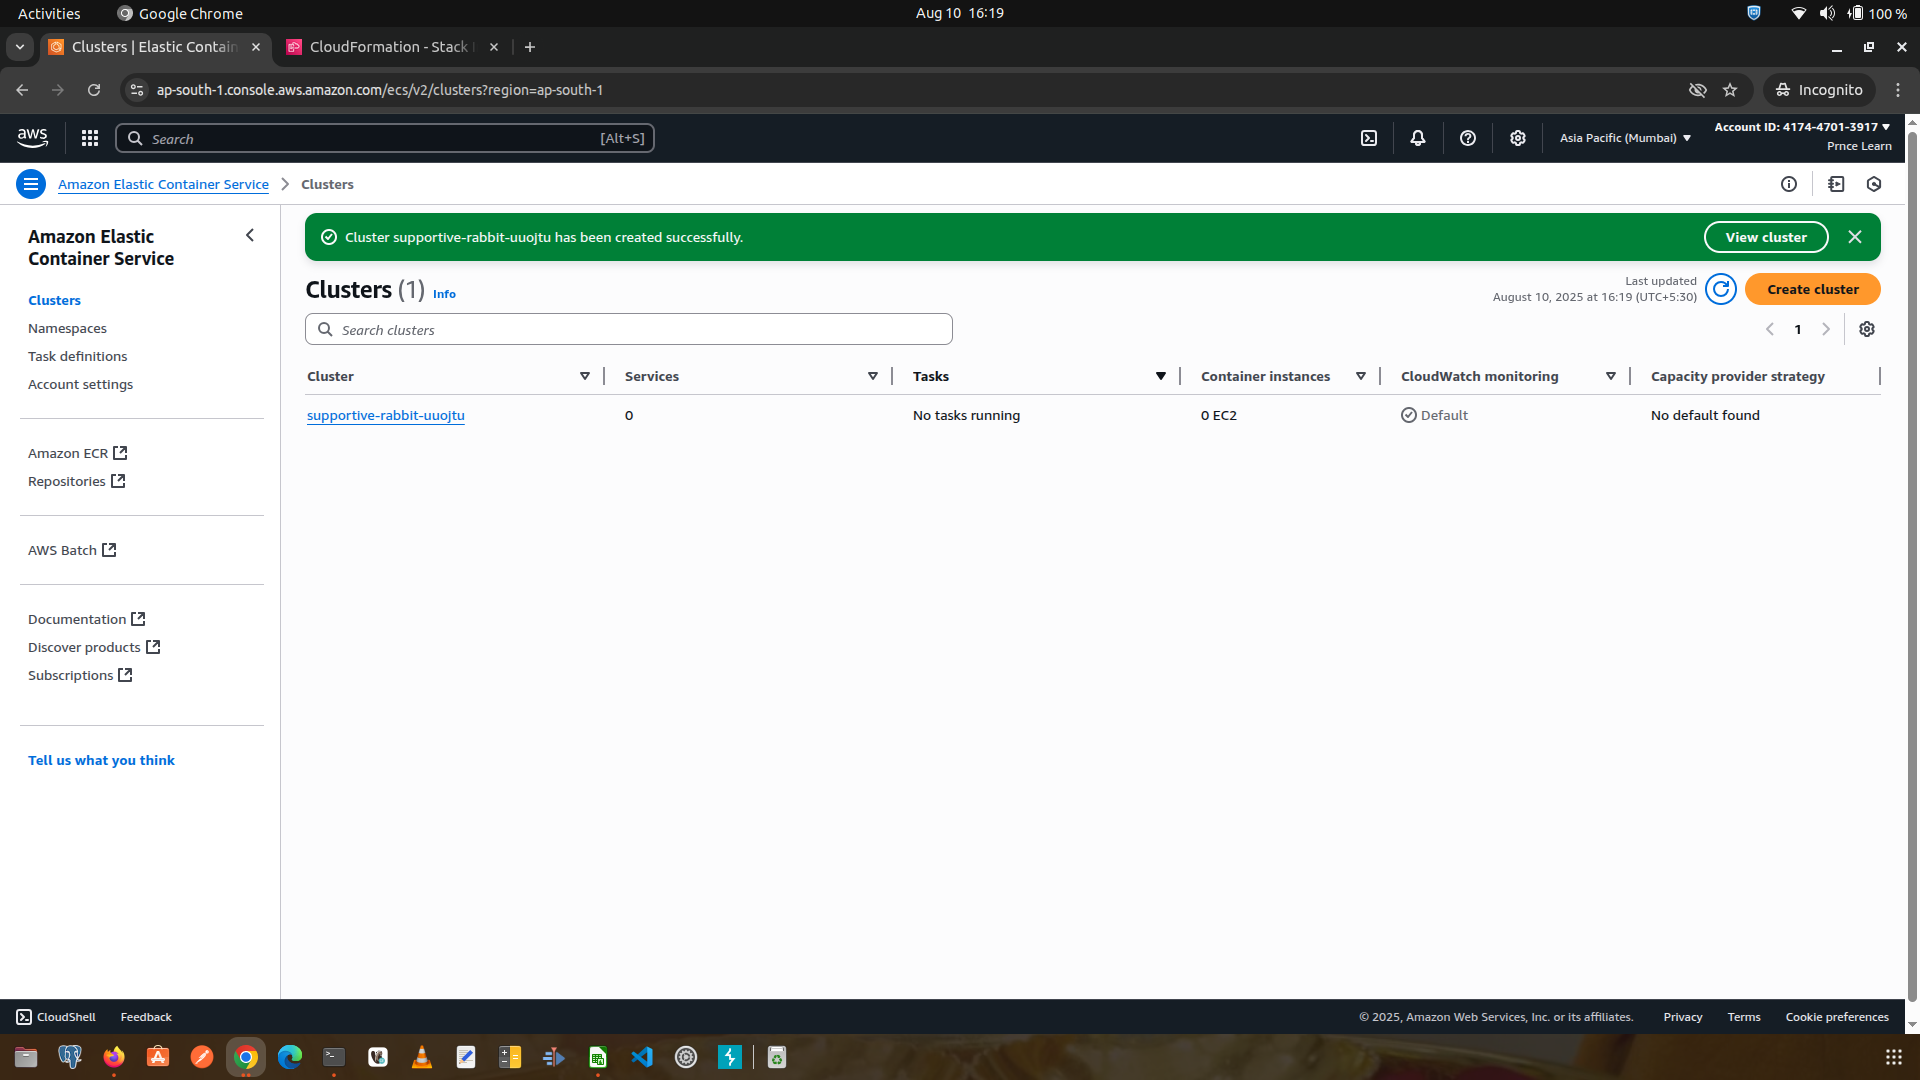 Activities
Google Chrome
Aug 10 16:19
100 %
Clusters | Elastic Contain
CloudFormation - Stack
ap-south-1.console.aws.amazon.com/ecs/v2/clusters?region=ap-south-1
Incognito
aws
Search
[Alt+S]
Asia Pacific (Mumbai)
Account ID: 4174-4701-3917
Prnce Learn
Amazon Elastic Container Service
Clusters
Amazon Elastic
Container Service
Clusters
Namespaces
Task definitions
Account settings
Amazon ECR
Repositories
AWS Batch
Documentation
Discover products
Subscriptions
Tell us what you think
Cluster supportive-rabbit-uuojtu has been created successfully.
View cluster
Clusters (1) Info
Last updated
August 10, 2025 at 16:19 (UTC+5:30)
Create cluster
Search clusters
1
Cluster Services Tasks Container instances CloudWatch monitoring Capacity provider strategy
supportive-rabbit-uuojtu 0 No tasks running 0 EC2 Default No default found
CloudShell
Feedback
© 2025, Amazon Web Services, Inc. or its affiliates.
Privacy
Terms
Cookie preferences